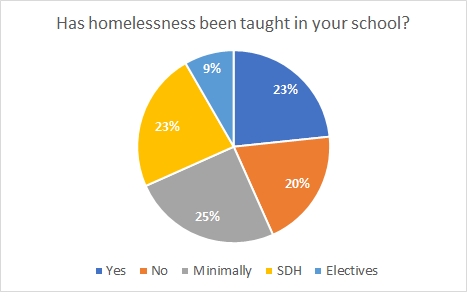 Has homelessness been taught in your school?
9%
23%
23%
20%
25%
Yes No Minimally SDH Electives